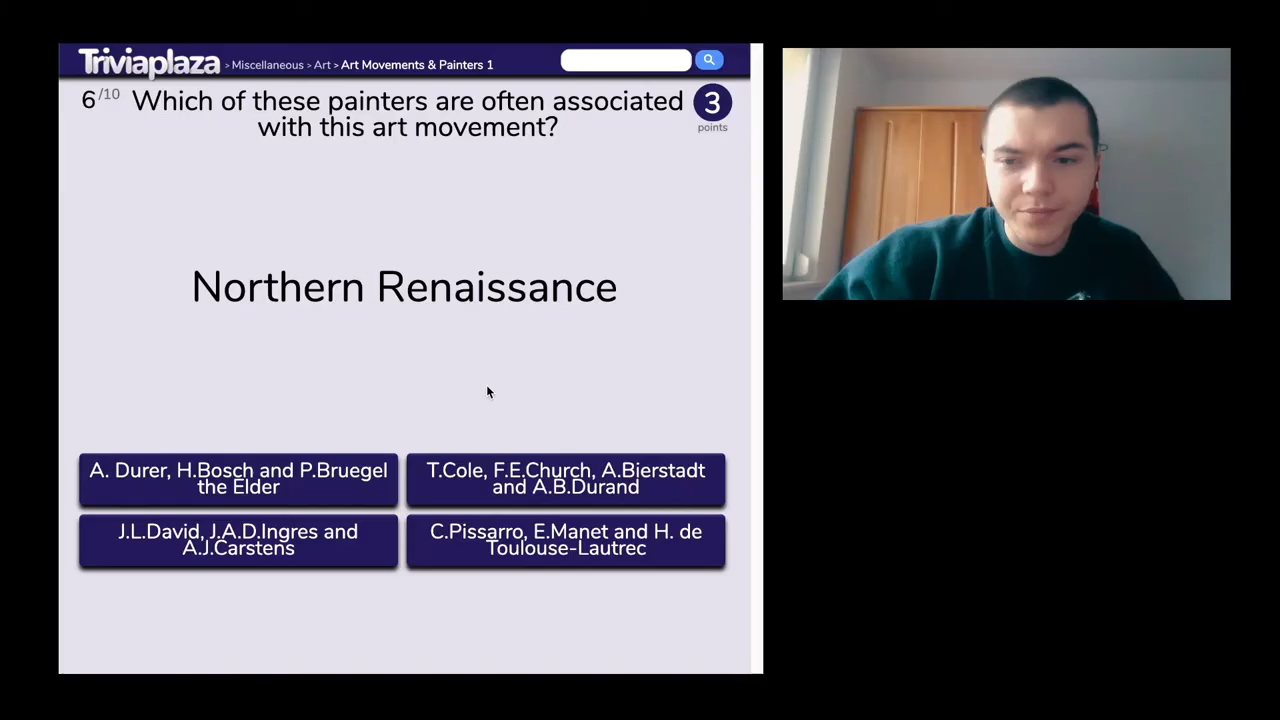 Triviaplaza > Miscellaneous > Art > Art Movements & Painters 1
6/10 Which of these painters are often associated 3
with this art movement? points
Northern Renaissance
A. Durer, H.Bosch and P.Bruegel
the Elder
T.Cole, F.E.Church, A.Bierstadt
and A.B.Durand
J.L.David, J.A.D.Ingres and
A.J.Carstens
C.Pissarro, E.Manet and H. de
Toulouse-Lautrec